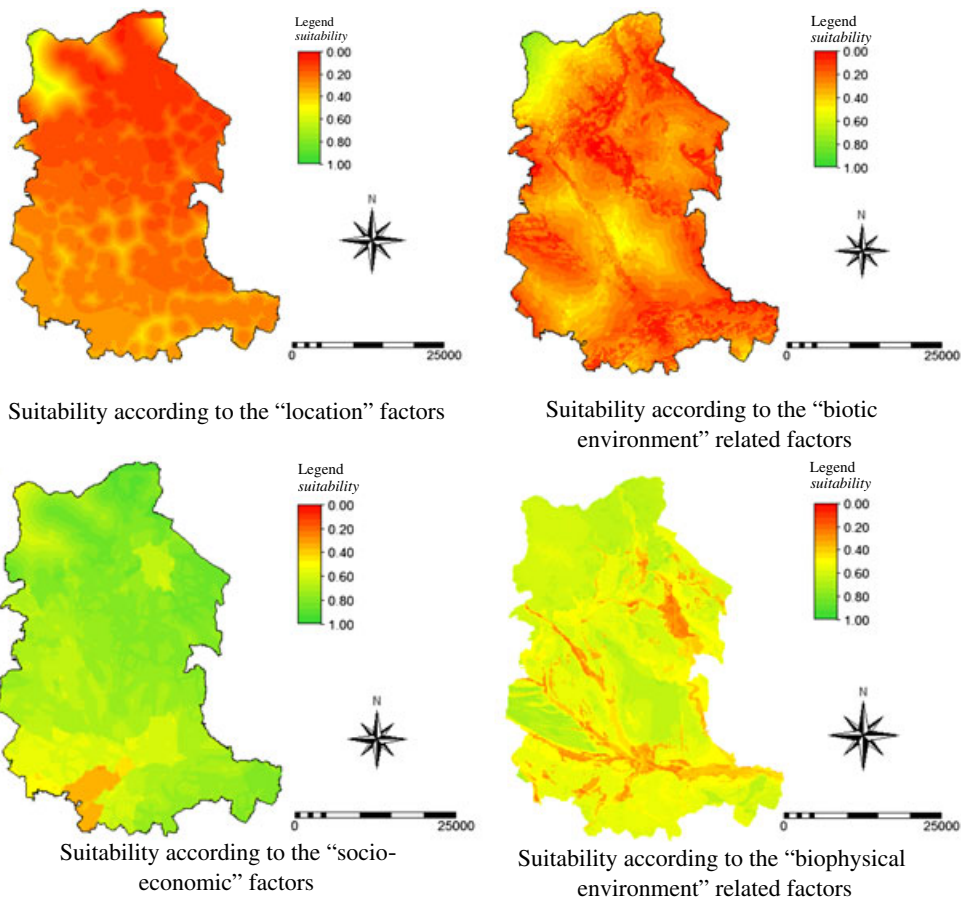 Legend
suitability
0.00
0.20
0.40
0.60
0.80
1.00
N
0
25000
Suitability according to the “location” factors
Legend
suitability
0.00
0.20
0.40
0.60
0.80
1.00
N
0
25000
Suitability according to the “biotic
environment” related factors
Legend
suitability
0.00
0.20
0.40
0.60
0.80
1.00
N
0
25000
Suitability according to the “socio-
economic” factors
Legend
suitability
0.00
0.20
0.40
0.60
0.80
1.00
N
0
25000
Suitability according to the “biophysical
environment” related factors